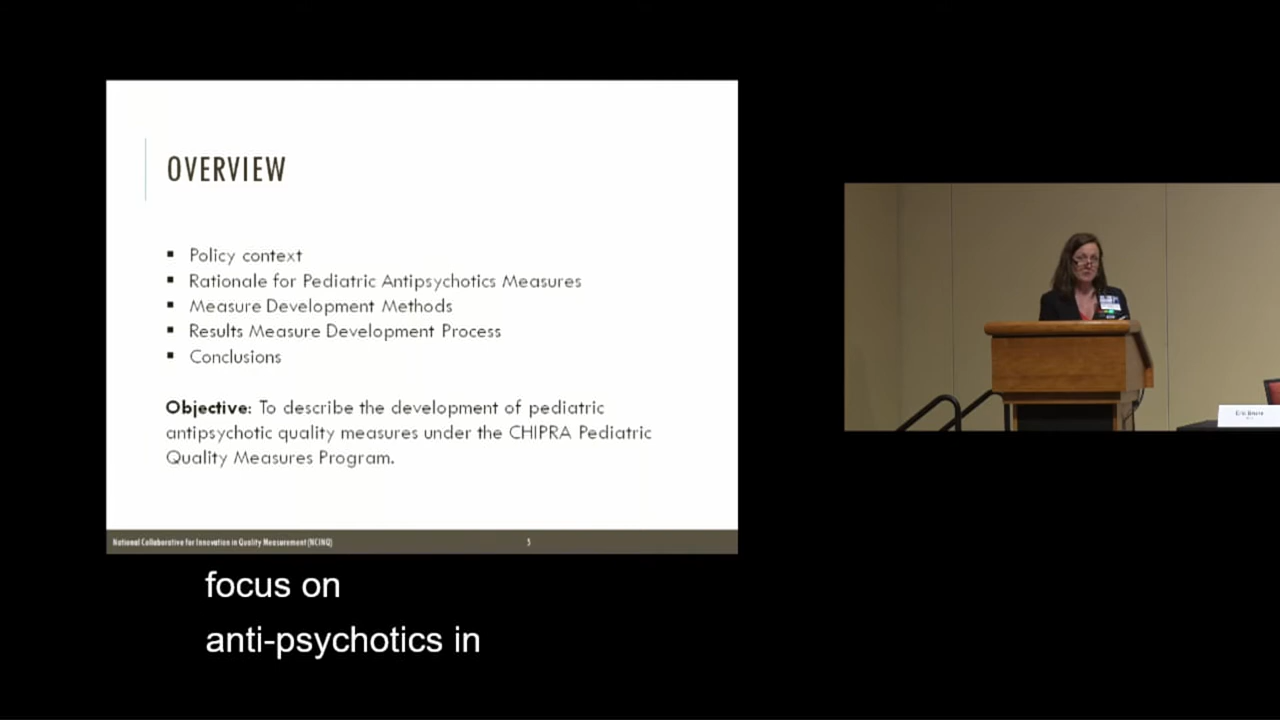 OVERVIEW
▪ Policy context
▪ Rationale for Pediatric Antipsychotics Measures
▪ Measure Development Methods
▪ Results Measure Development Process
▪ Conclusions
Objective: To describe the development of pediatric
antipsychotic quality measures under the CHIPRA Pediatric
Quality Measures Program.
National Collaborative for Innovation in Quality Measurement (NCINQ)
5
focus on
anti-psychotics in